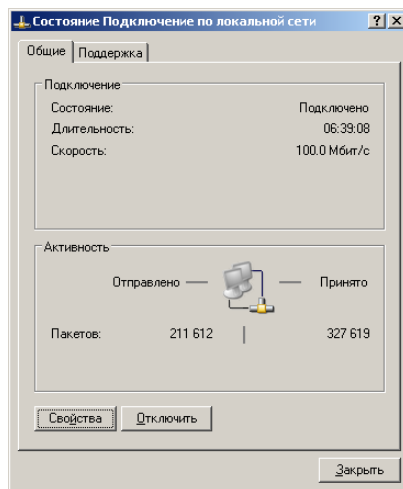 Состояние Подключение по локальной сети
Общие Поддержка
Подключение
Состояние: Подключено
Длительность: 06:39:08
Скорость: 100.0 Мбит/с
Активность
Отправлено — — Принято
Пакетов: 211 612 | 327 619
Свойства Отключить
Закрыть